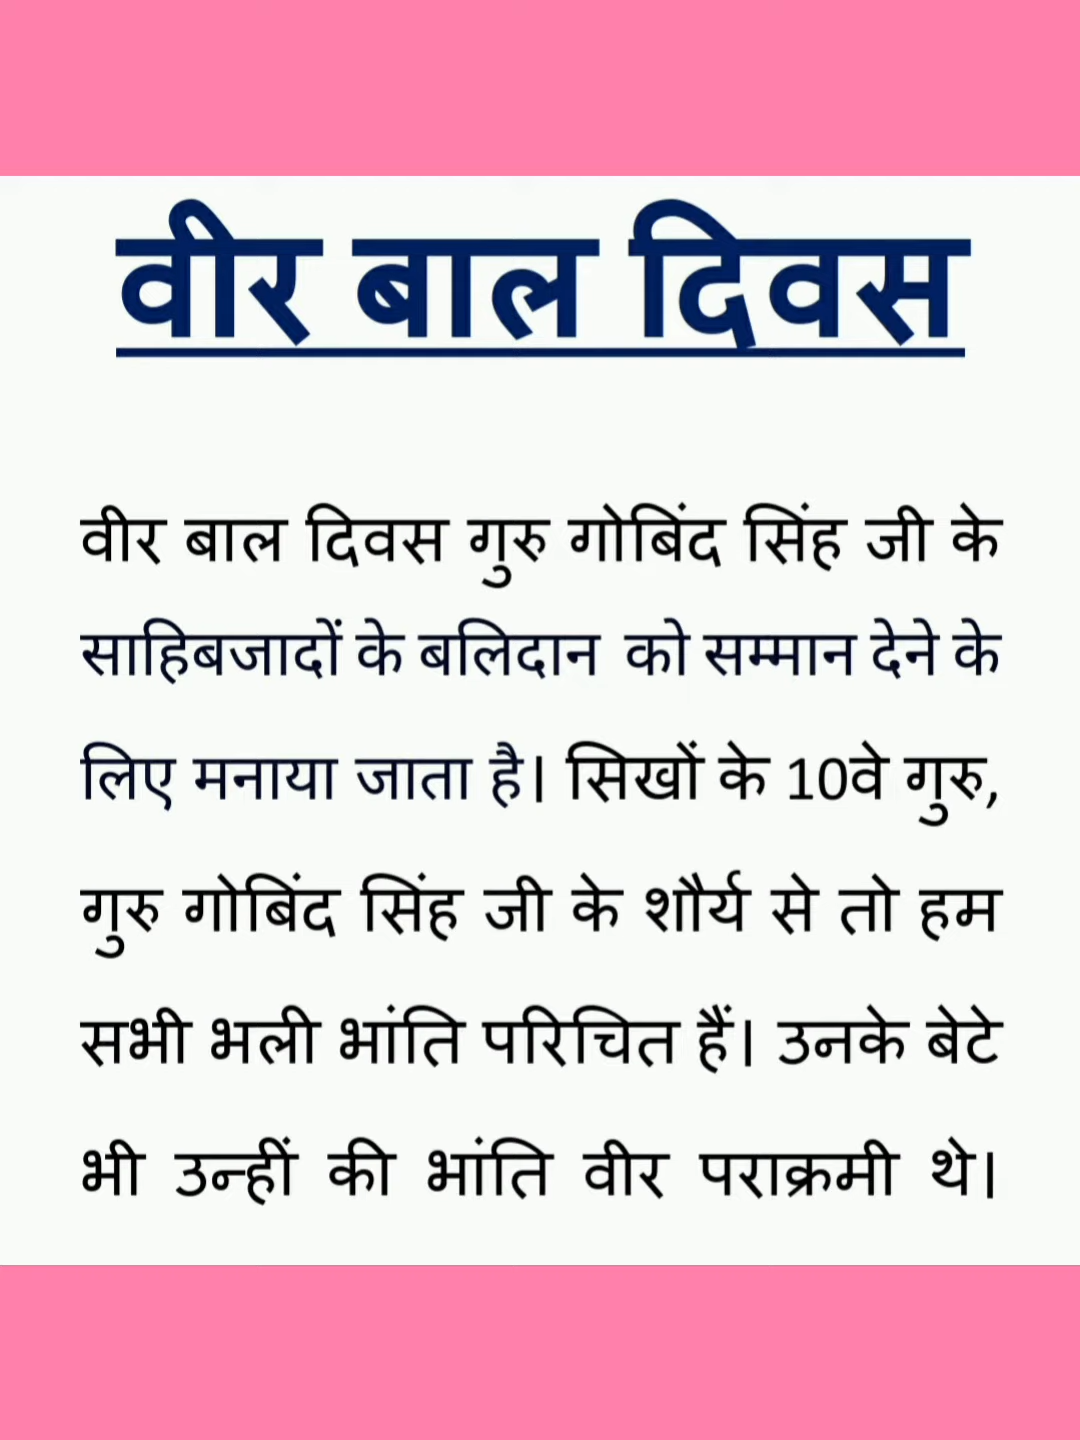 वीर बाल दिवस
वीर बाल दिवस गुरु गोबिंद सिंह जी के
साहिबजादों के बलिदान को सम्मान देने के
लिए मनाया जाता है। सिखों के 10वे गुरु,
गुरु गोबिंद सिंह जी के शौर्य से तो हम
सभी भली भांति परिचित हैं। उनके बेटे
भी उन्हीं की भांति वीर पराक्रमी थे।